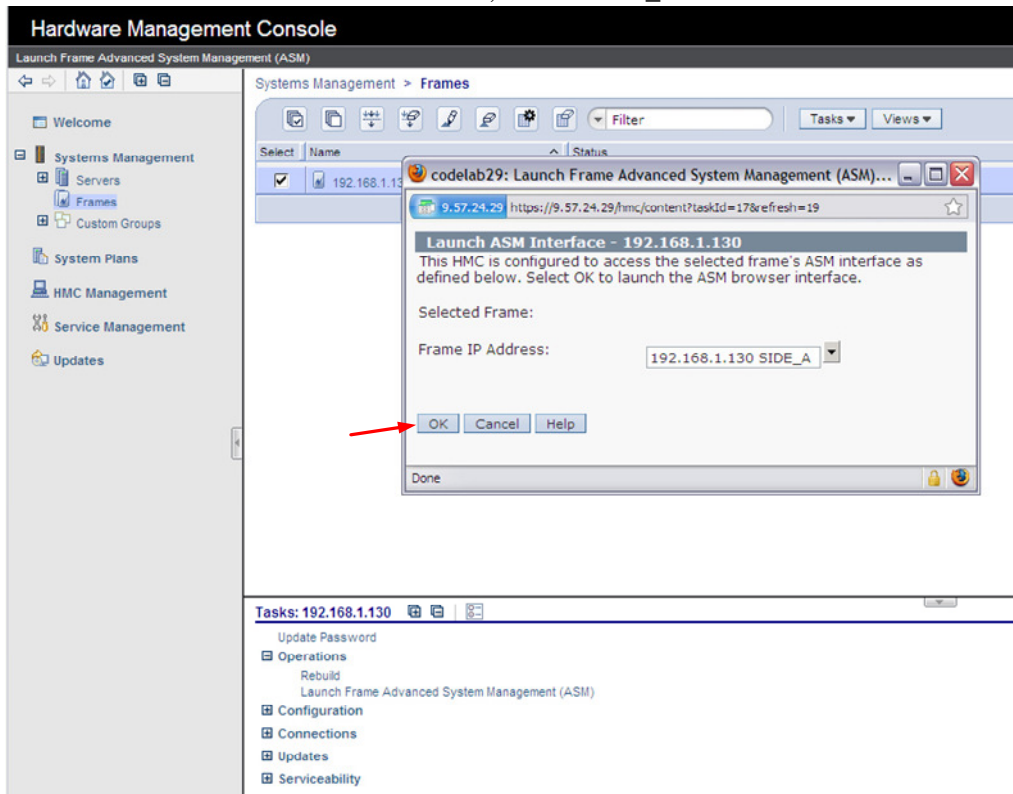 Hardware Management Console
Launch Frame Advanced System Management (ASM)
Systems Management > Frames
Welcome
Systems Management
Servers
Frames
Custom Groups
System Plans
HMC Management
Service Management
Updates
Filter
Tasks
Views
Select Name Status
192.168.1.13
codelab29: Launch Frame Advanced System Management (ASM)...
9.57.24.29 https://9.57.24.29/hmc/content?taskId=17&refresh=19
Launch ASM Interface - 192.168.1.130
This HMC is configured to access the selected frame's ASM interface as
defined below. Select OK to launch the ASM browser interface.
Selected Frame:
Frame IP Address:
192.168.1.130 SIDE_A
OK Cancel Help
Done
Tasks: 192.168.1.130
Update Password
Operations
Rebuild
Launch Frame Advanced System Management (ASM)
Configuration
Connections
Updates
Serviceability